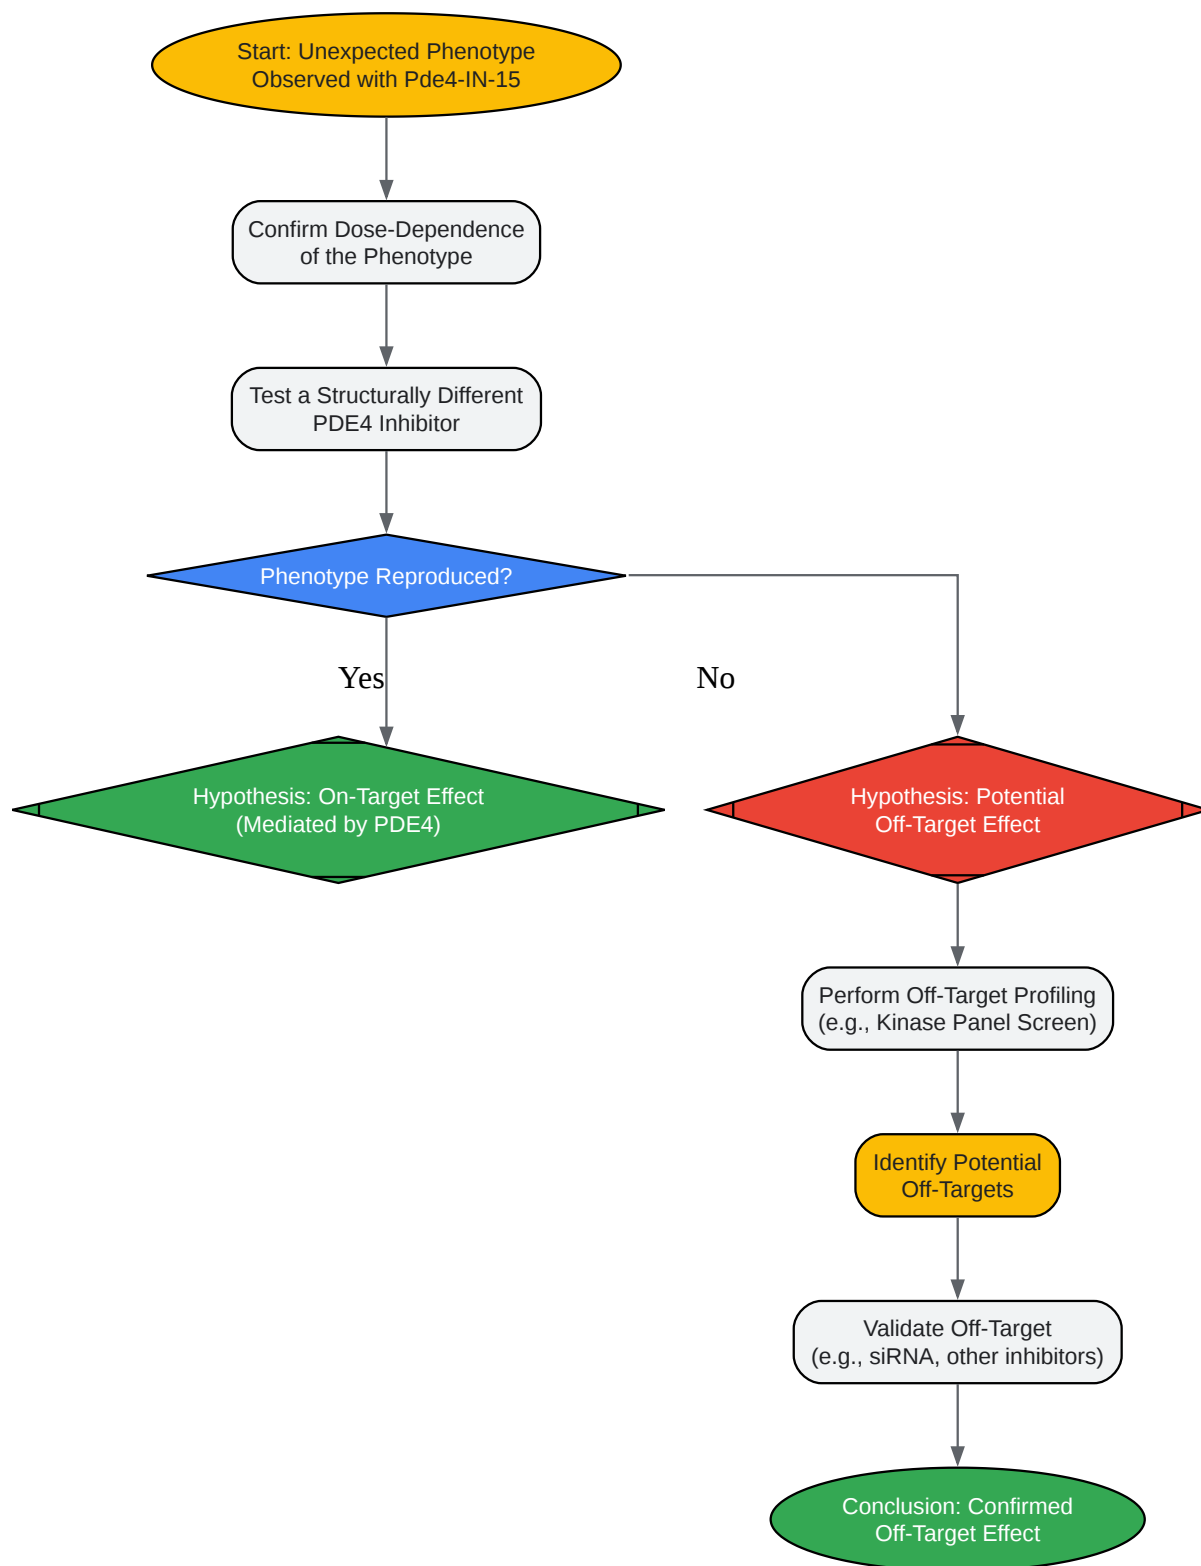 Start: Unexpected Phenotype
Observed with Pde4-IN-15
Confirm Dose-Dependence
of the Phenotype
Test a Structurally Different
PDE4 Inhibitor
Phenotype Reproduced?
Yes
No
Hypothesis: On-Target Effect
(Mediated by PDE4)
Hypothesis: Potential
Off-Target Effect
Perform Off-Target Profiling
(e.g., Kinase Panel Screen)
Identify Potential
Off-Targets
Validate Off-Target
(e.g., siRNA, other inhibitors)
Conclusion: Confirmed
Off-Target Effect